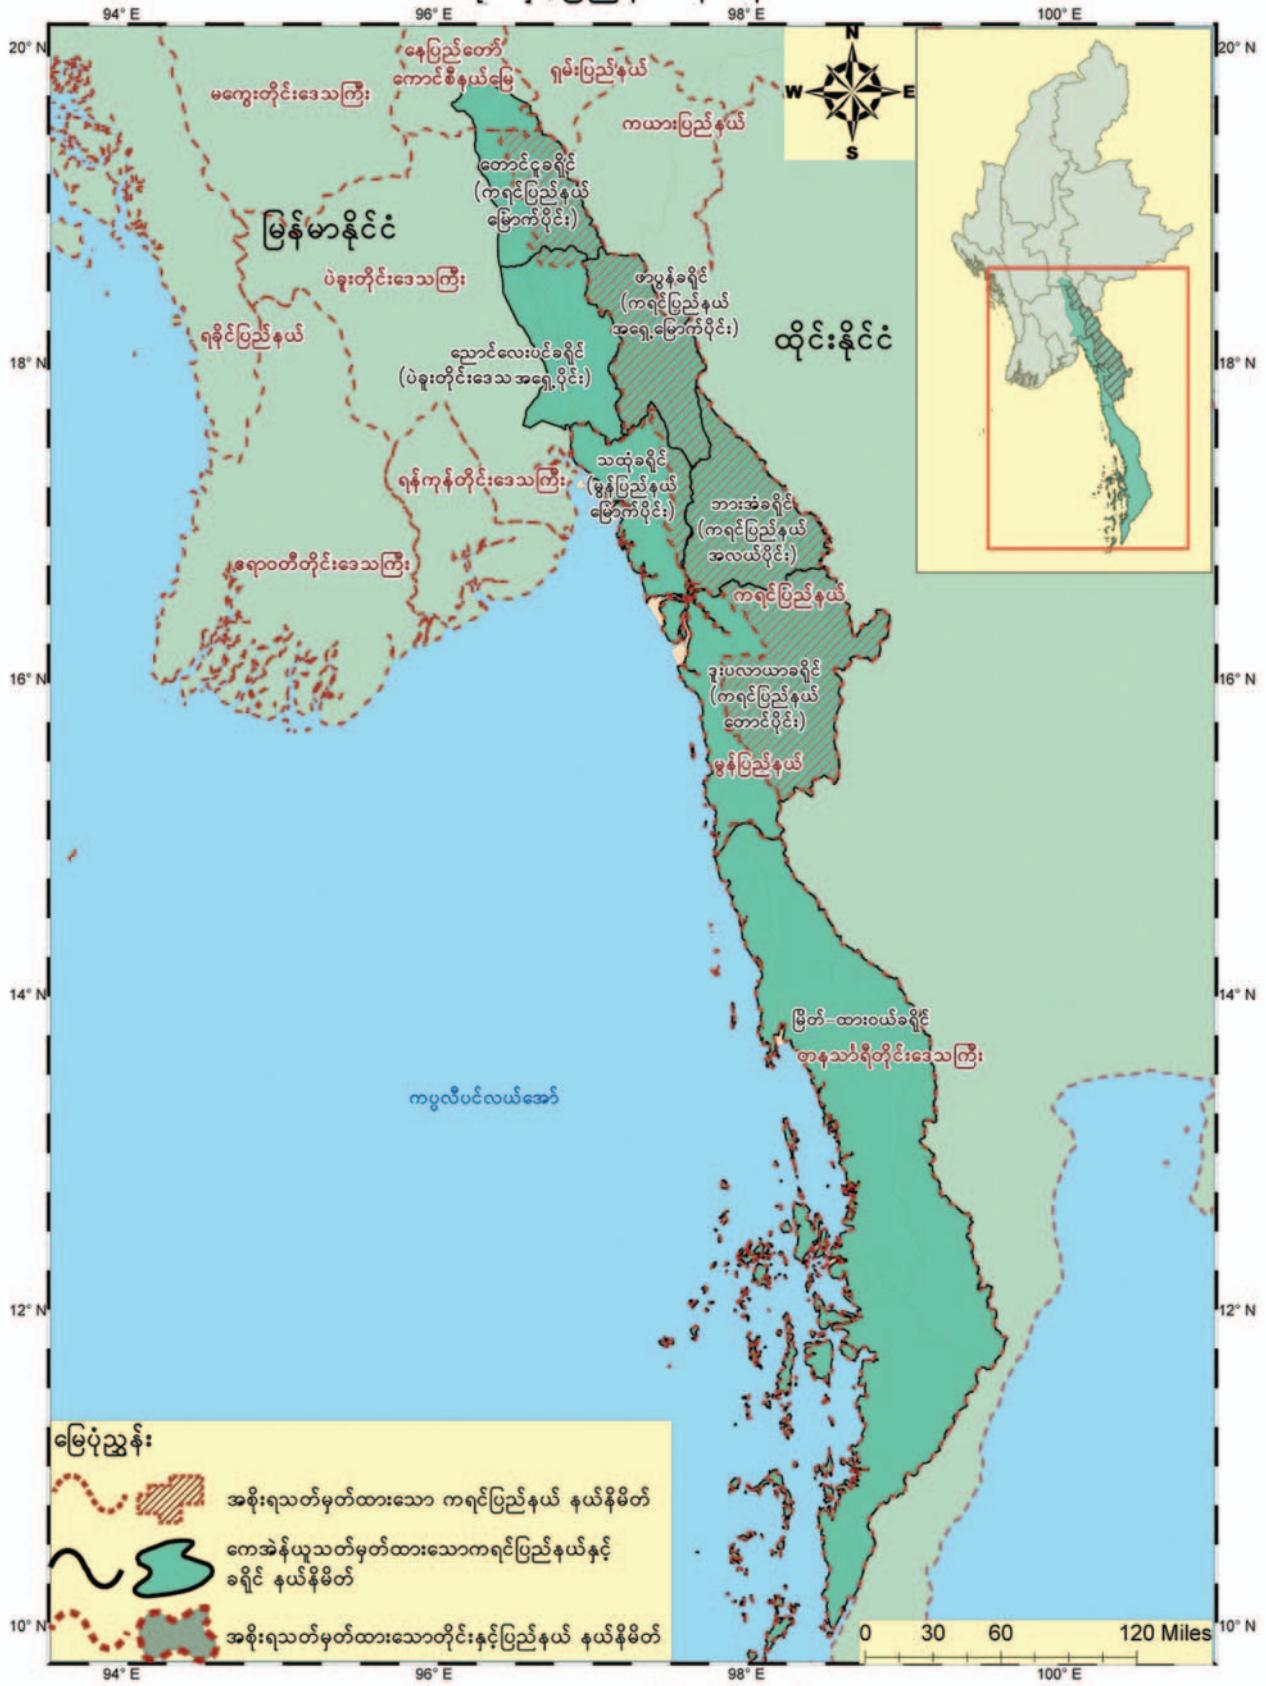 94° E
96° E
98° E
100° E
20° N
20° N
နေပြည်တော်
ကောင်စီနယ်မြေ
ရှမ်းပြည်နယ်
မကွေးတိုင်းဒေသကြီး
ကယားပြည်နယ်
N
W
E
S
တောင်ငူခရိုင်
(ကရင်ပြည်နယ်
မြောက်ပိုင်း)
မြန်မာနိုင်ငံ
ပဲခူးတိုင်းဒေသကြီး
ဖာပွန်ခရိုင်
(ကရင်ပြည်နယ်
အရှေ့မြောက်ပိုင်း)
ရခိုင်ပြည်နယ်
ထိုင်းနိုင်ငံ
18° N
18° N
ညောင်လေးပင်ခရိုင်
(ပဲခူးတိုင်းဒေသအရှေ့ပိုင်း)
သထုံခရိုင်
(မွန်ပြည်နယ်
မြောက်ပိုင်း)
ရန်ကုန်တိုင်းဒေသကြီး
ဘားအံခရိုင်
(ကရင်ပြည်နယ်
အလယ်ပိုင်း)
ဧရာဝတီတိုင်းဒေသကြီး
ကရင်ပြည်နယ်
16° N
16° N
ဒူးပလာယာခရိုင်
(ကရင်ပြည်နယ်
တောင်ပိုင်း)
မွန်ပြည်နယ်
14° N
14° N
မြိတ်-ထားဝယ်ခရိုင်
တနင်္သာရီတိုင်းဒေသကြီး
ကပ္ပလီပင်လယ်အော်
12° N
12° N
မြေပုံညွှန်း
အစိုးရသတ်မှတ်ထားသော ကရင်ပြည်နယ် နယ်နိမိတ်
ကေအဲန်ယူသတ်မှတ်ထားသောကရင်ပြည်နယ်နှင့်
ခရိုင် နယ်နိမိတ်
အစိုးရသတ်မှတ်ထားသောတိုင်းနှင့်ပြည်နယ် နယ်နိမိတ်
10° N
10° N
0 30 60 120 Miles
94° E
96° E
98° E
100° E